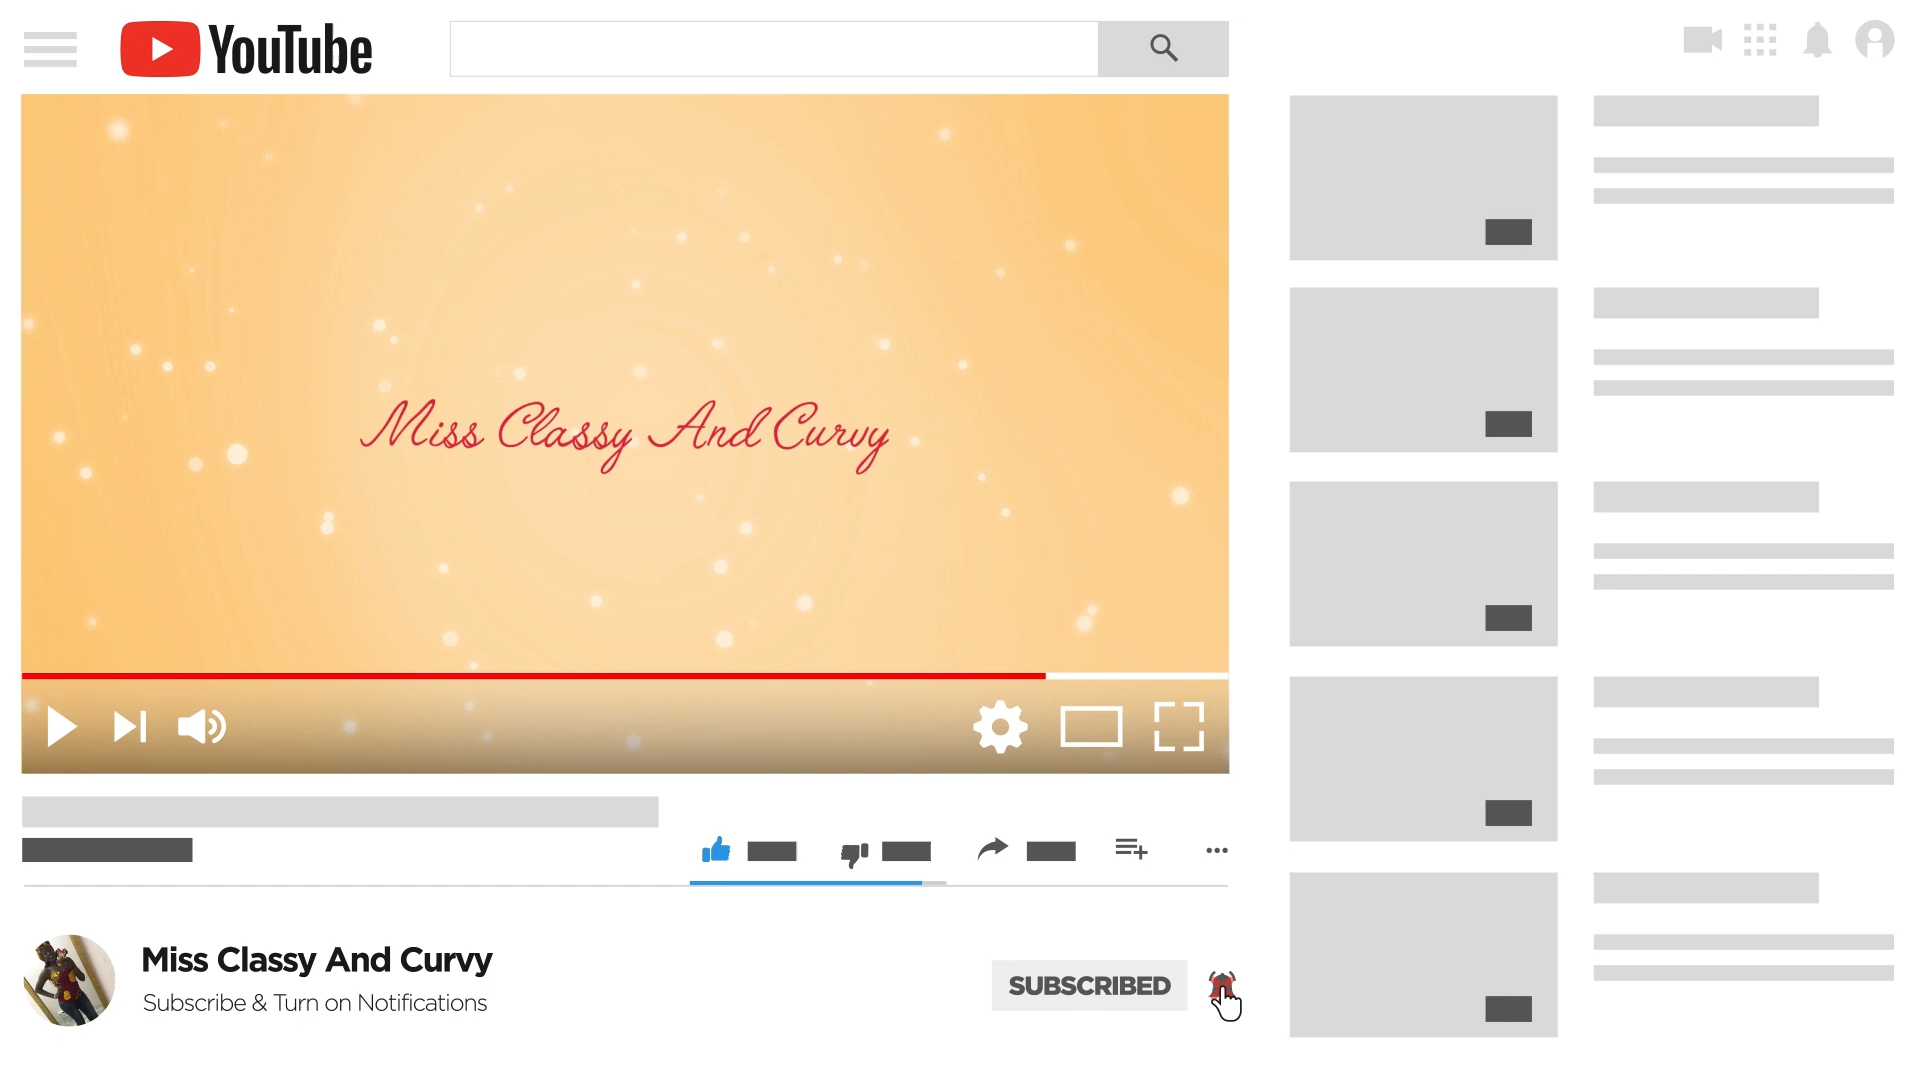 YouTube
Miss Classy And Curvy
Miss Classy And Curvy
Subscribe & Turn on Notifications
SUBSCRIBED